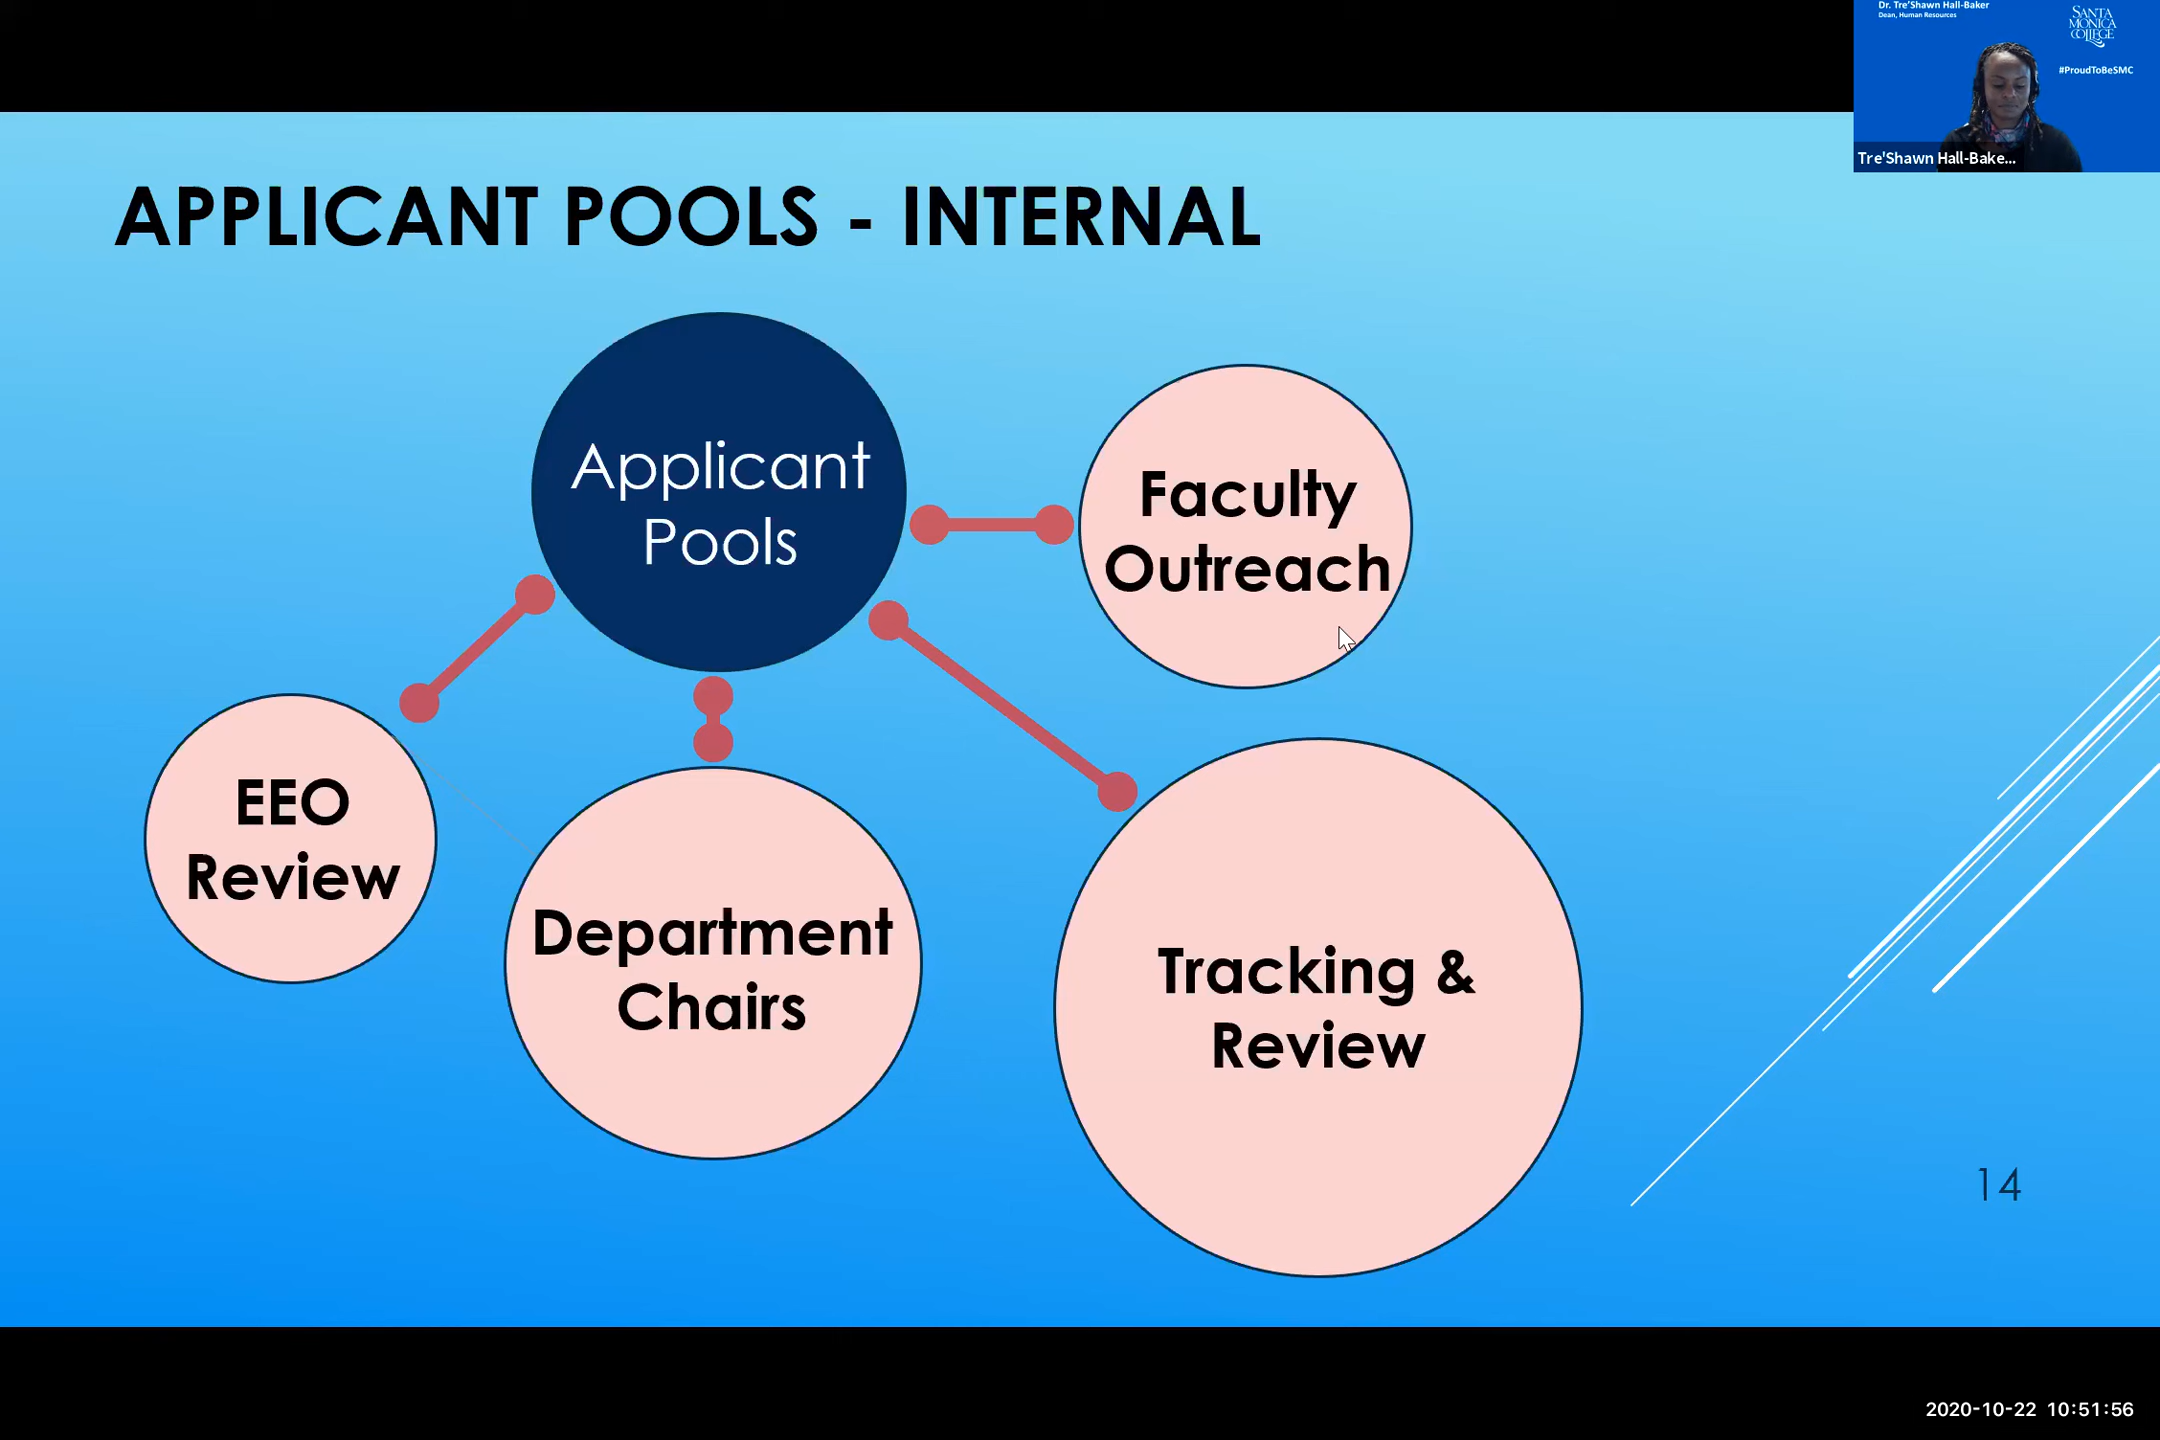 Dr. Tre'Shawn Hall-Baker
Dean, Human Resources
SANTA
MONICA
COLLEGE
#ProudToBeSMC
Tre'Shawn Hall-Bake...
APPLICANT POOLS - INTERNAL
Applicant
Pools
Faculty
Outreach
EEO
Review
Department
Chairs
Tracking &
Review
14
2020-10-22 10:51:56